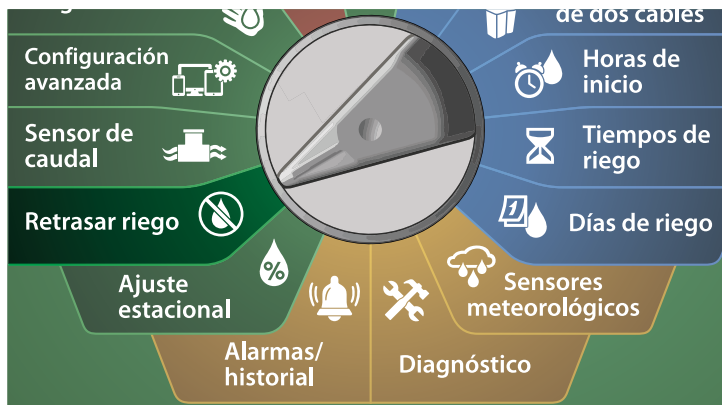 de dos cables
Configuración
avanzada
Horas de
inicio
Sensor de
caudal
Tiempos de
riego
Retrasar riego
1
Días de riego
Ajuste
estacional
%
Sensores
meteorológicos
Alarmas/
historial
Diagnóstico